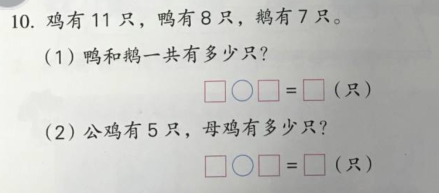 10. 鸡有11只，鸭有8只，鹅有7只。
（1）鸭和鹅一共有多少只？
□○□=□（只）
（2）公鸡有5只，母鸡有多少只？
□○□=□（只）